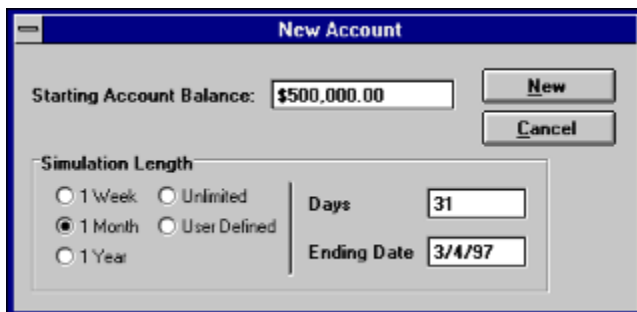 New Account
Starting Account Balance: $500,000.00
New
Cancel
Simulation Length
1 Week Unlimited
1 Month User Defined
1 Year
Days 31
Ending Date 3/4/97